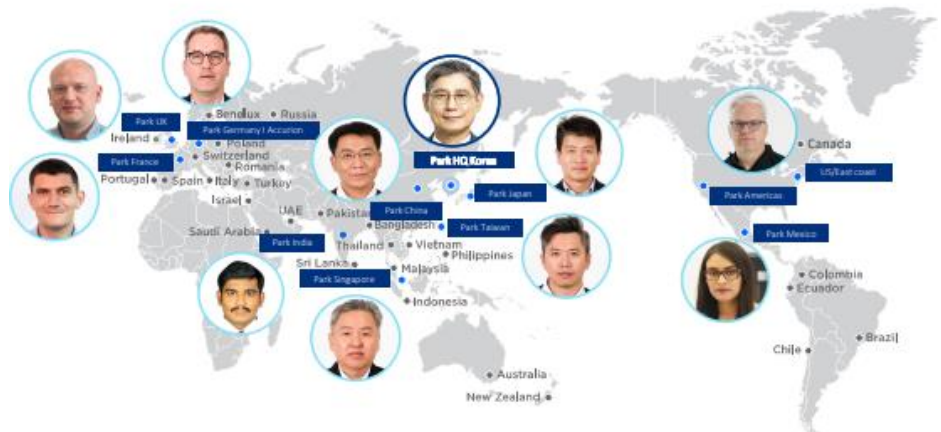 Benelux
Russia
Park UK
Ireland
Park Germany I Accurion
Poland
Park France
Switzerland
Romania
Portugal
Spain
Italy
Turkey
Israel
Park HQ Korea
Park Japan
Park China
UAE
Pakistan
Bangladesh
Park Taiwan
Saudi Arabia
Park India
Thailand
Vietnam
Philippines
Sri Lanka
Malaysia
Park Singapore
Indonesia
Australia
New Zealand
Canada
US/East coast
Park Americas
Park Mexico
Colombia
Ecuador
Brazil
Chile